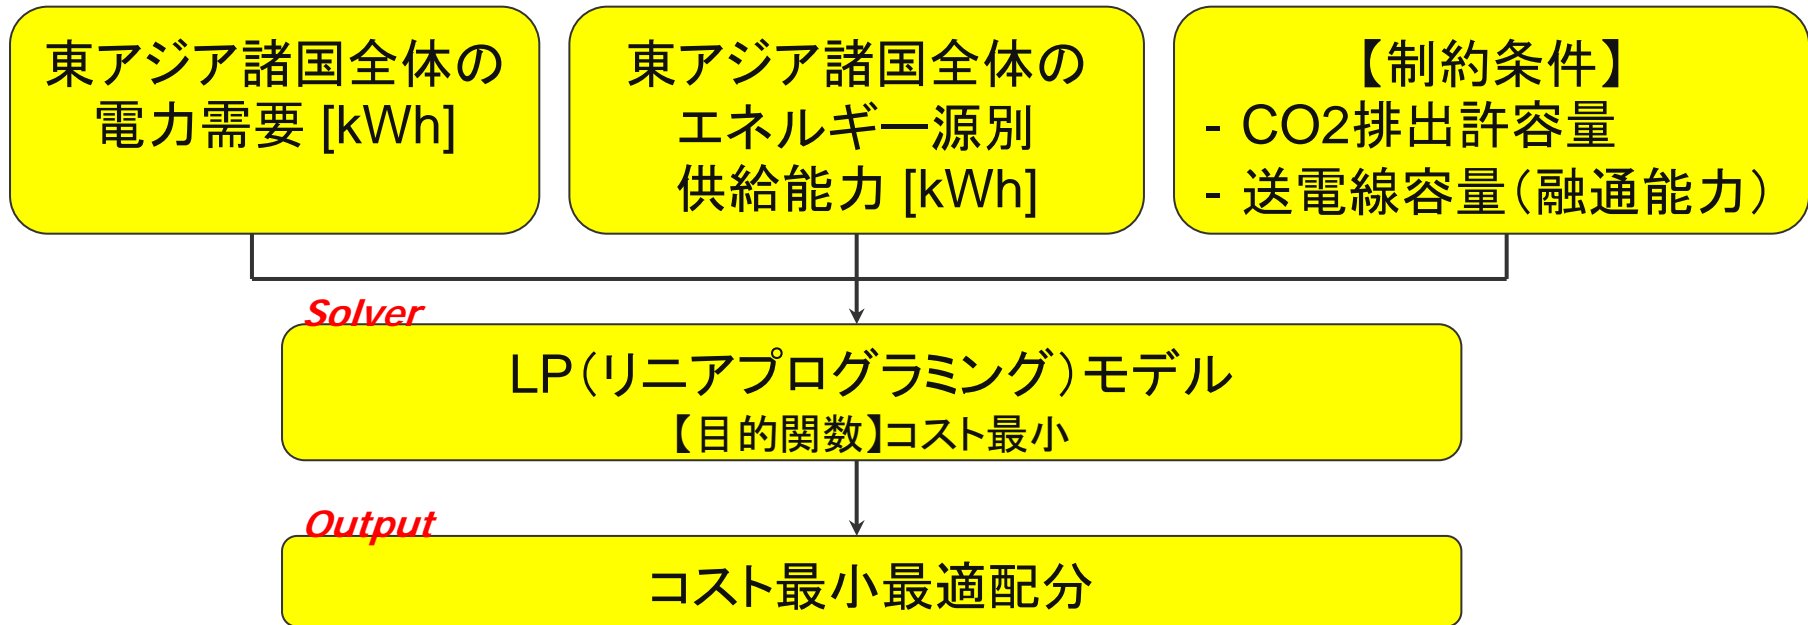 東アジア諸国全体の
電力需要 [kWh]
東アジア諸国全体の
エネルギー源別
供給能力 [kWh]
【制約条件】
- CO2排出許容量
- 送電線容量（融通能力）
Solver
LP（リニアプログラミング）モデル
【目的関数】コスト最小
Output
コスト最小最適配分